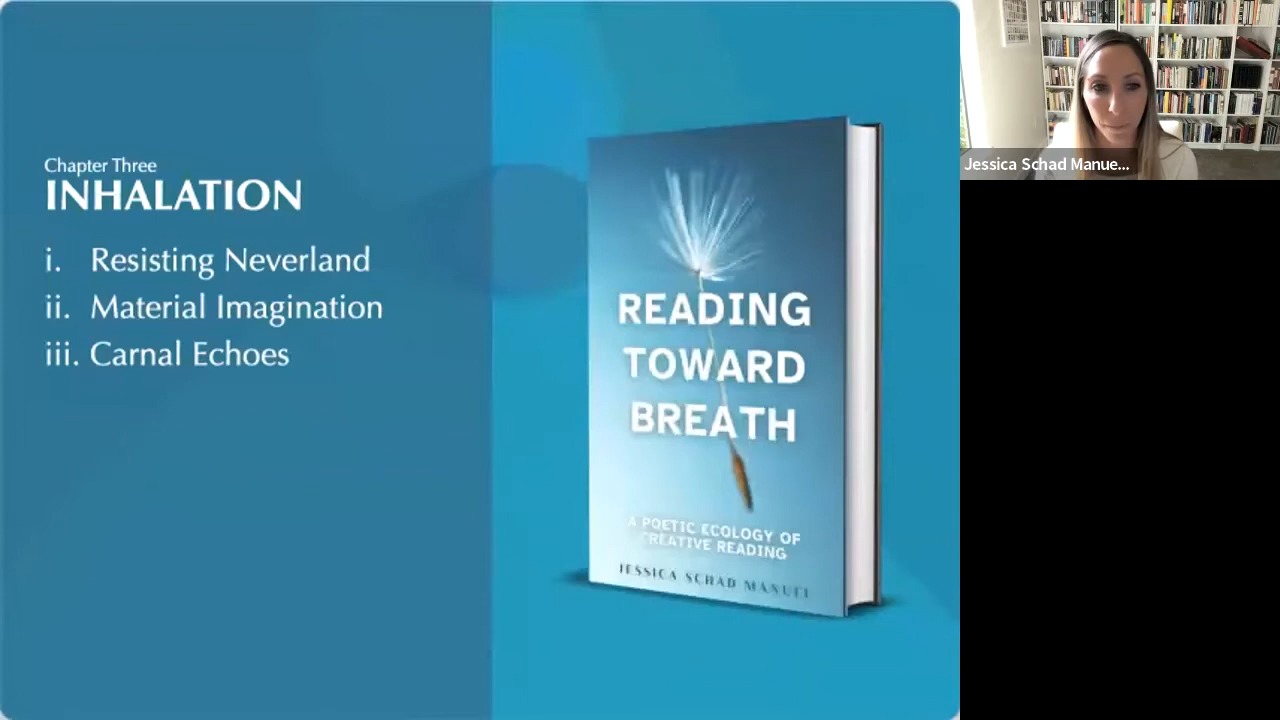 Chapter Three
INHALATION
i. Resisting Neverland
ii. Material Imagination
iii. Carnal Echoes
READING
TOWARD
BREATH
A POETIC ECOLOGY OF
CREATIVE READING
JESSICA SCHAD MANUEL
Jessica Schad Manue...